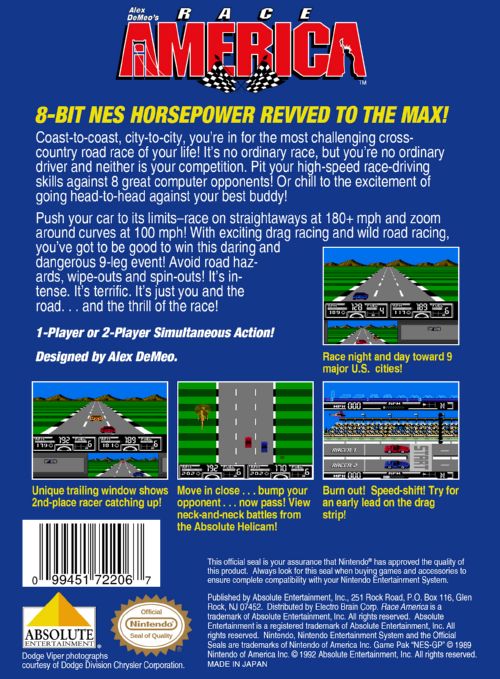 Alex
DeMeo's
RACE
AMERICA
TM
8-BIT NES HORSEPOWER REVVED TO THE MAX!
Coast-to-coast, city-to-city, you're in for the most challenging cross-
country road race of your life! It's no ordinary race, but you're no ordinary
driver and neither is your competition. Pit your high-speed race-driving
skills against 8 great computer opponents! Or chill to the excitement of
going head-to-head against your best buddy!
Push your car to its limits–race on straightaways at 180+ mph and zoom
around curves at 100 mph! With exciting drag racing and wild road racing,
you've got to be good to win this daring and
dangerous 9-leg event! Avoid road haz-
ards, wipe-outs and spin-outs! It's in-
tense. It's terrific. It's just you and the
road. . . and the thrill of the race!
1-Player or 2-Player Simultaneous Action!
Designed by Alex DeMeo.
Race night and day toward 9
major U.S. cities!
Unique trailing window shows
2nd-place racer catching up!
Move in close . . . bump your
opponent . . . now pass! View
neck-and-neck battles from
the Absolute Helicam!
MPH 000
RPM
N
RACER 1
RACER 2
MPH 000
RPM
N
Burn out! Speed-shift! Try for
an early lead on the drag
strip!
0 99451 72206 7
ABSOLUTE
ENTERTAINMENT
Official
Nintendo
Seal of Quality
Dodge Viper photographs
courtesy of Dodge Division Chrysler Corporation.
This official seal is your assurance that Nintendo® has approved the quality of
this product. Always look for this seal when buying games and accessories to
ensure complete compatibility with your Nintendo Entertainment System.
Published by Absolute Entertainment, Inc., 251 Rock Road, P.O. Box 116, Glen
Rock, NJ 07452. Distributed by Electro Brain Corp. Race America is a
trademark of Absolute Entertainment, Inc. All rights reserved. Absolute
Entertainment is a registered trademark of Absolute Entertainment, Inc. All
rights reserved. Nintendo, Nintendo Entertainment System and the Official
Seals are trademarks of Nintendo of America Inc. Game Pak "NES-GP" © 1989
Nintendo of America Inc. © 1992 Absolute Entertainment, Inc. All rights reserved.
MADE IN JAPAN